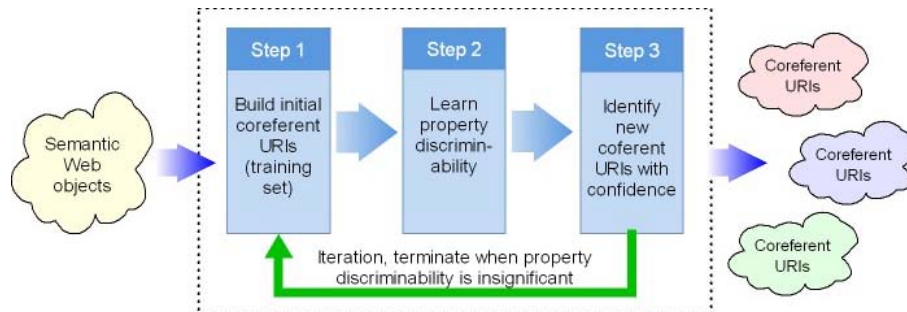 Semantic
Web
objects
Step 1
Build initial
coreferent
URIs
(training
set)
Step 2
Learn
property
discrimin-
ability
Step 3
Identify
new
coferent
URIs with
confidence
Iteration, terminate when property
discriminability is insignificant
Coreferent
URIs
Coreferent
URIs
Coreferent
URIs